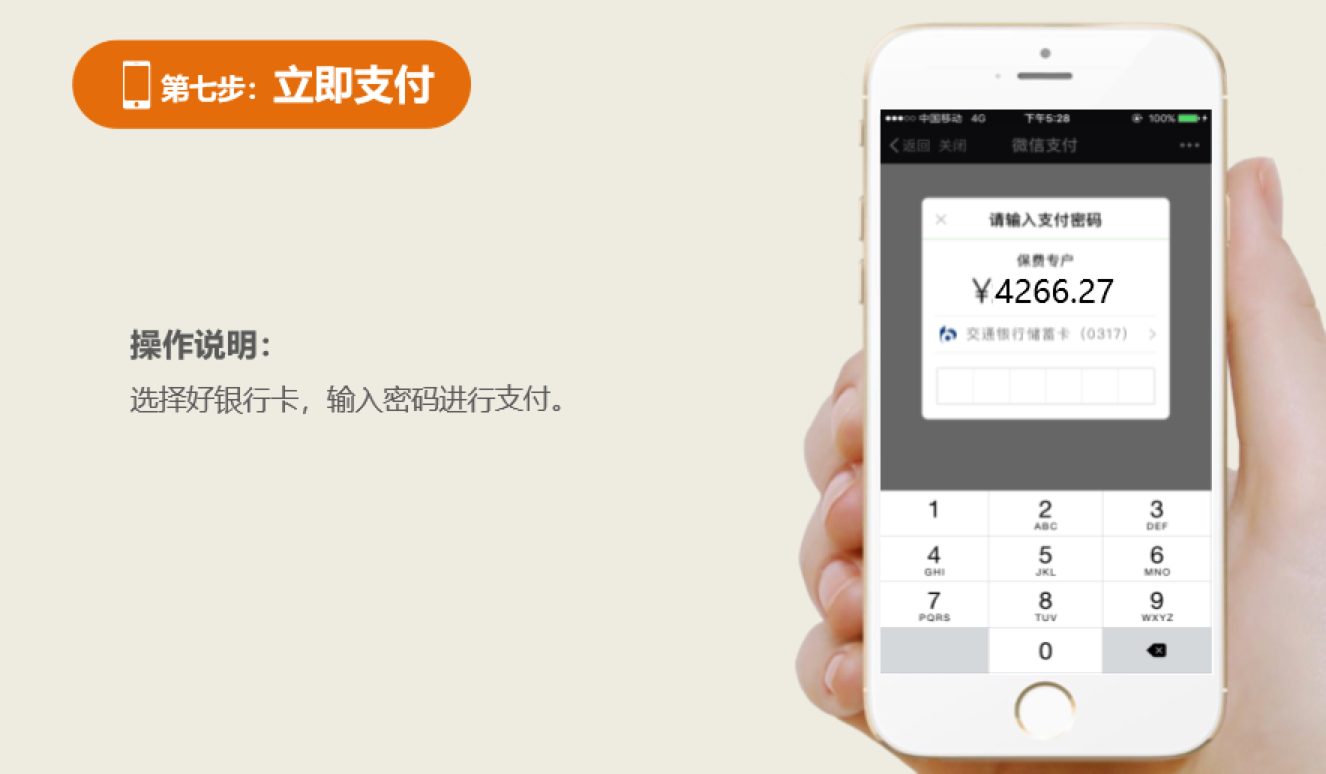 第七步：立即支付
操作说明：
选择好银行卡，输入密码进行支付。
中国移动 4G 下午5:28 100%
返回 关闭 微信支付
请输入支付密码
保费专户
¥4266.27
交通银行储蓄卡（0317）
1 2 3
ABC DEF
4 5 6
GHI JKL MNO
7 8 9
PQRS TUV WXYZ
0